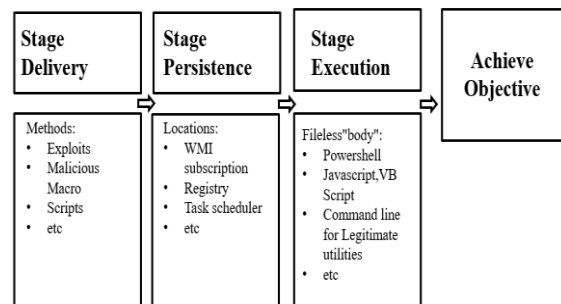 Stage
Delivery
Methods:
• Exploits
• Malicious
Macro
• Scripts
• etc
Stage
Persistence
Locations:
• WMI
subscription
• Registry
• Task scheduler
• etc
Stage
Execution
Fileless"body":
• Powershell
• Javascript,VB
Script
• Command line
for Legitimate
utilities
• etc
Achieve
Objective